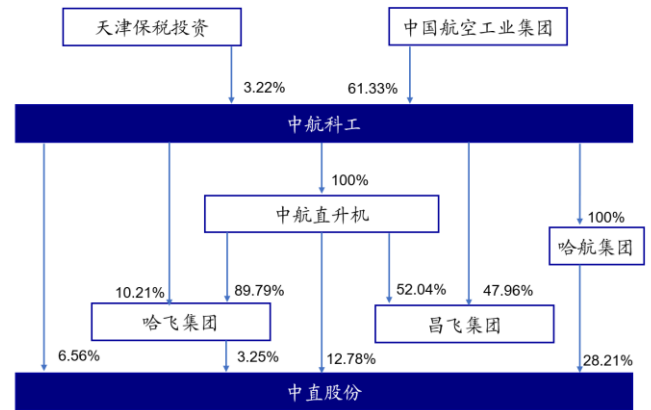 天津保税投资
中国航空工业集团
3.22%
61.33%
中航科工
100%
中航直升机
100%
哈航集团
10.21%
89.79%
52.04%
47.96%
哈飞集团
昌飞集团
6.56%
3.25%
12.78%
28.21%
中直股份